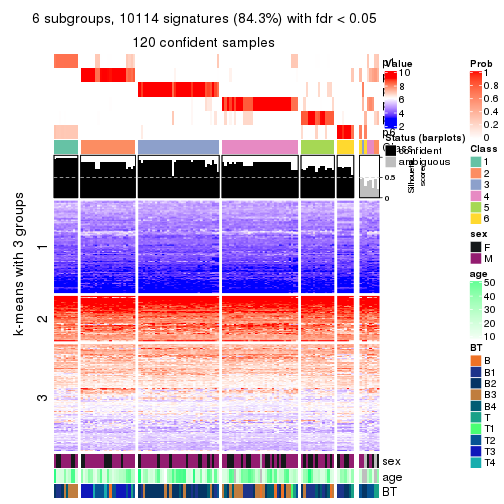 6 subgroups, 10114 signatures (84.3%) with fdr < 0.05
120 confident samples
Value
10
8
6
4
2
Prob
1
0.8
0.6
0.4
0.2
0
Status (barplots)
confident
ambiguous
0.5
0
Silhouette
score
Class
1
2
3
4
5
6
sex
F
M
age
50
40
30
20
10
BT
B
B1
B2
B3
B4
T
T1
T2
T3
T4
k-means with 3 groups
1
2
3
sex
age
BT